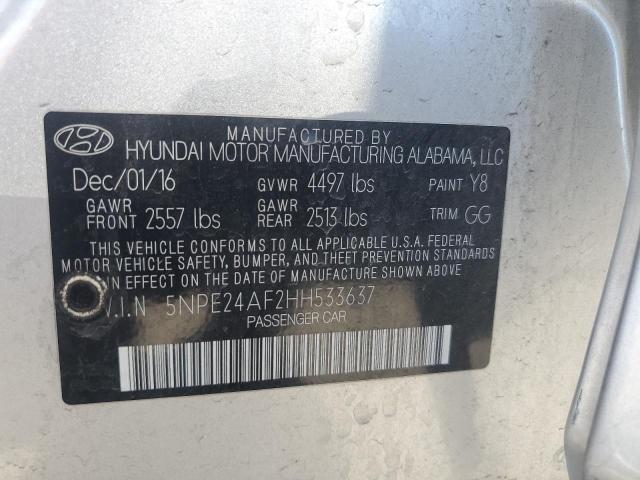 MANUFACTURED BY
HYUNDAI MOTOR MANUFACTURING ALABAMA, LLC
Dec/01/16 GVWR 4497 lbs PAINT Y8
GAWR FRONT 2557 lbs GAWR REAR 2513 lbs TRIM GG
THIS VEHICLE CONFORMS TO ALL APPLICABLE U.S.A. FEDERAL
MOTOR VEHICLE SAFETY, BUMPER, AND THEFT PREVENTION STANDARDS
IN EFFECT ON THE DATE OF MANUFACTURE SHOWN ABOVE.
V.I.N 5NPE24AF2HH533637
PASSENGER CAR